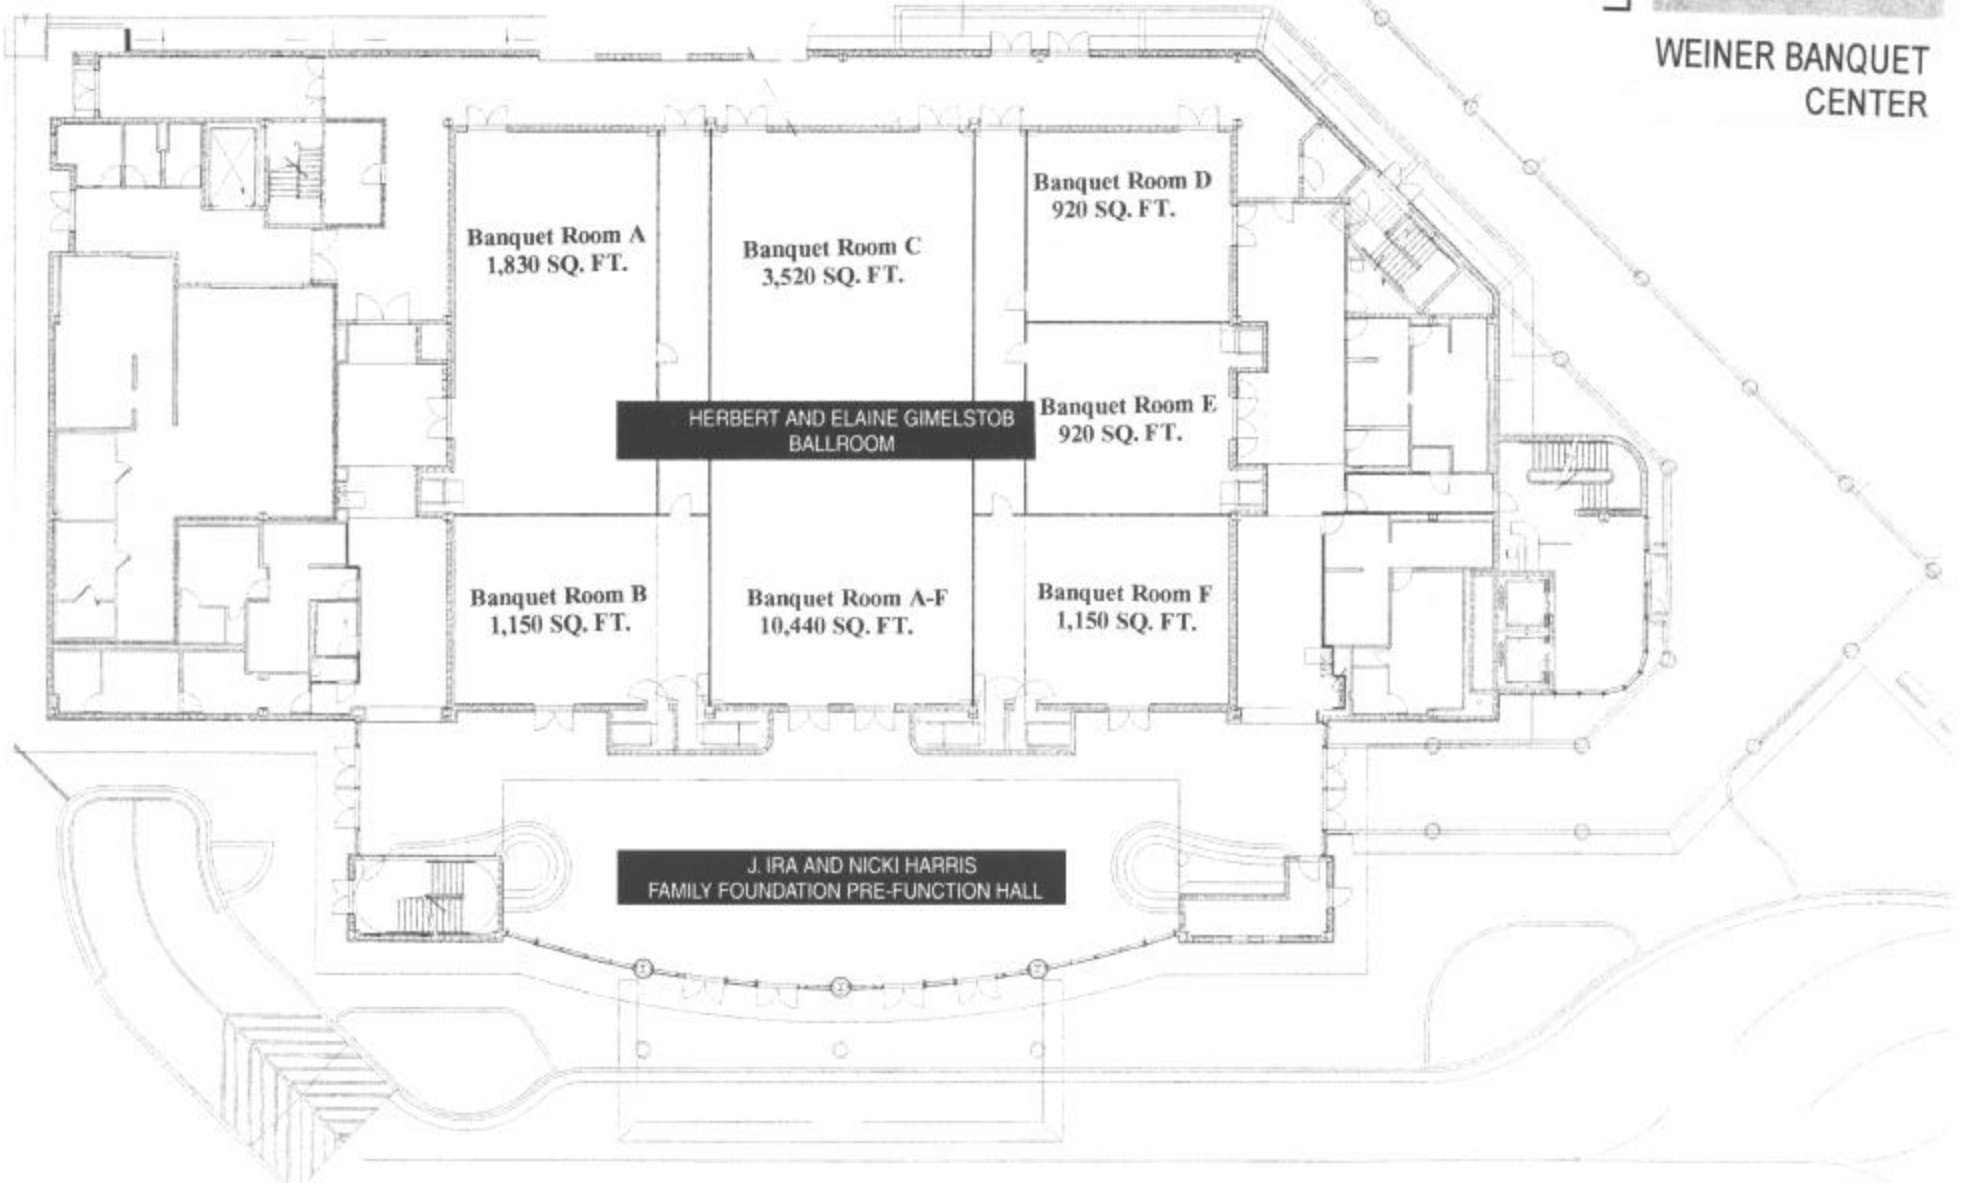 WEINER BANQUET
CENTER
Banquet Room A
1,830 SQ. FT.
Banquet Room C
3,520 SQ. FT.
Banquet Room D
920 SQ. FT.
HERBERT AND ELAINE GIMELSTOB
BALLROOM
Banquet Room E
920 SQ. FT.
Banquet Room B
1,150 SQ. FT.
Banquet Room A-F
10,440 SQ. FT.
Banquet Room F
1,150 SQ. FT.
J. IRA AND NICKI HARRIS
FAMILY FOUNDATION PRE-FUNCTION HALL